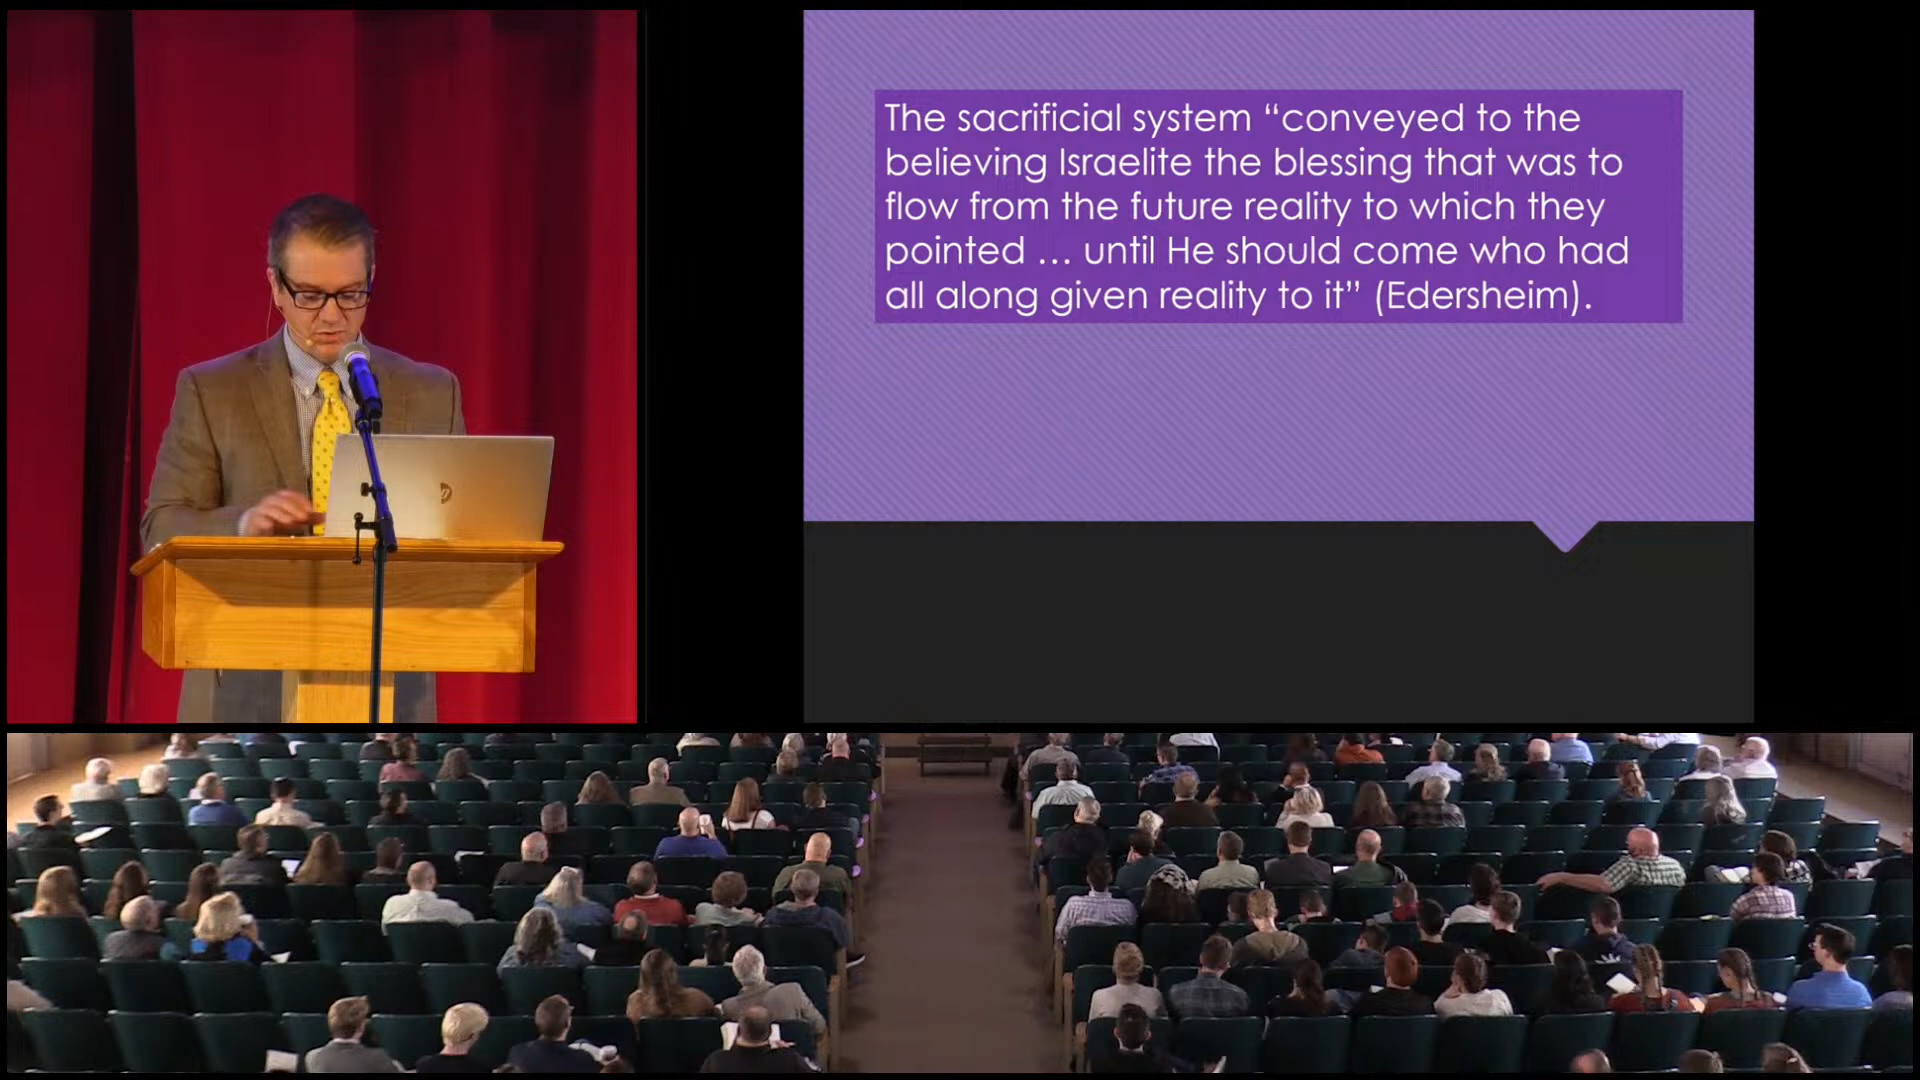 The sacrificial system “conveyed to the
believing Israelite the blessing that was to
flow from the future reality to which they
pointed … until He should come who had
all along given reality to it” (Edersheim).